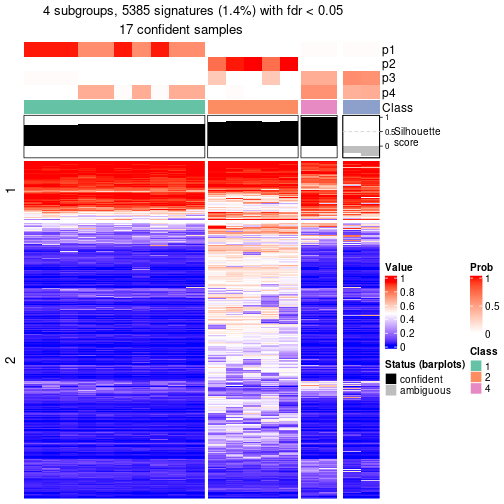 4 subgroups, 5385 signatures (1.4%) with fdr < 0.05
17 confident samples
p1
p2
p3
p4
Class
1
0.5
0
Silhouette
score
1
2
Value
1
0.8
0.6
0.4
0.2
0
Prob
1
0.5
0
Status (barplots)
confident
ambiguous
Class
1
2
4